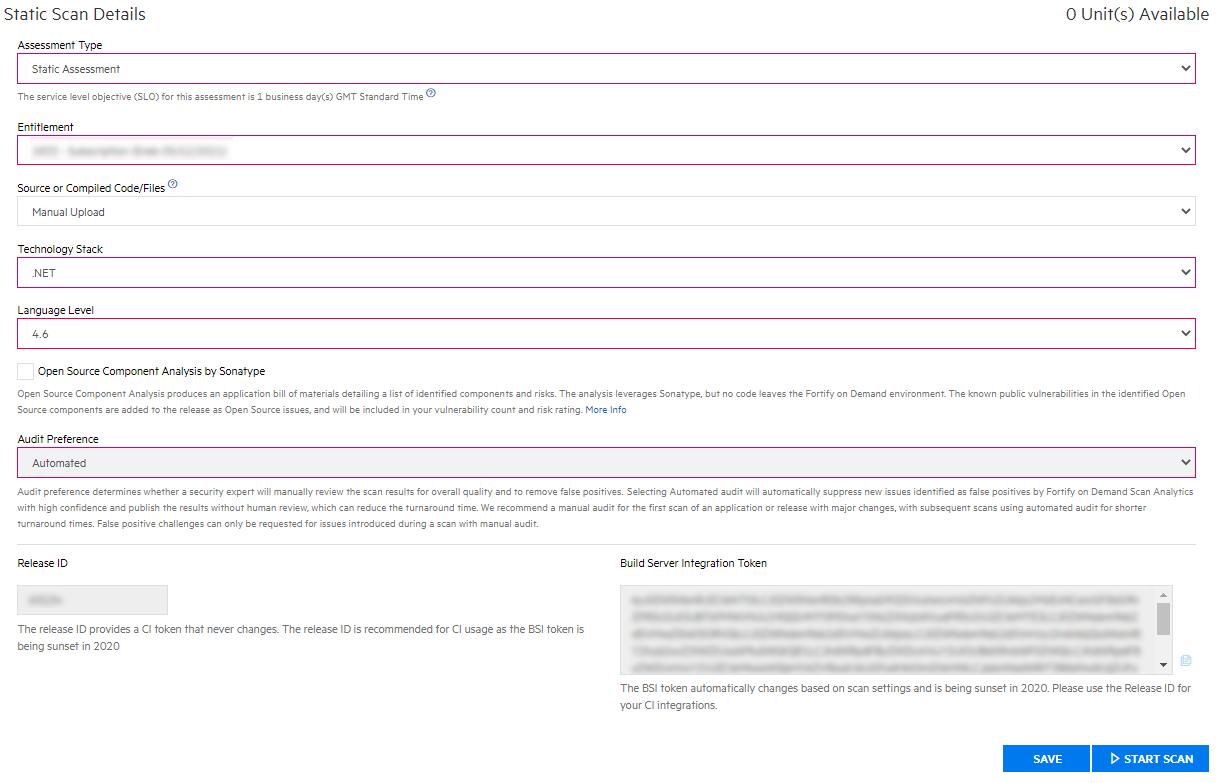 Static Scan Details
0 Unit(s) Available
Assessment Type
Static Assessment
The service level objective (SLO) for this assessment is 1 business day(s) GMT Standard Time
Entitlement
Source or Compiled Code/Files
Manual Upload
Technology Stack
.NET
Language Level
4.6
Open Source Component Analysis by Sonatype
Open Source Component Analysis produces an application bill of materials detailing a list of identified components and risks. The analysis leverages Sonatype, but no code leaves the Fortify on Demand environment. The known public vulnerabilities in the identified Open
Source components are added to the release as Open Source issues, and will be included in your vulnerability count and risk rating. More Info
Audit Preference
Automated
Audit preference determines whether a security expert will manually review the scan results for overall quality and to remove false positives. Selecting Automated audit will automatically suppress new issues identified as false positives by Fortify on Demand Scan Analytics
with high confidence and publish the results without human review, which can reduce the turnaround time. We recommend a manual audit for the first scan of an application or release with major changes, with subsequent scans using automated audit for shorter
turnaround times. False positive challenges can only be requested for issues introduced during a scan with manual audit.
Release ID
The release ID provides a CI token that never changes. The release ID is recommended for CI usage as the BSI token is
being sunset in 2020
Build Server Integration Token
The BSI token automatically changes based on scan settings and is being sunset in 2020. Please use the Release ID for
your CI integrations.
SAVE
START SCAN